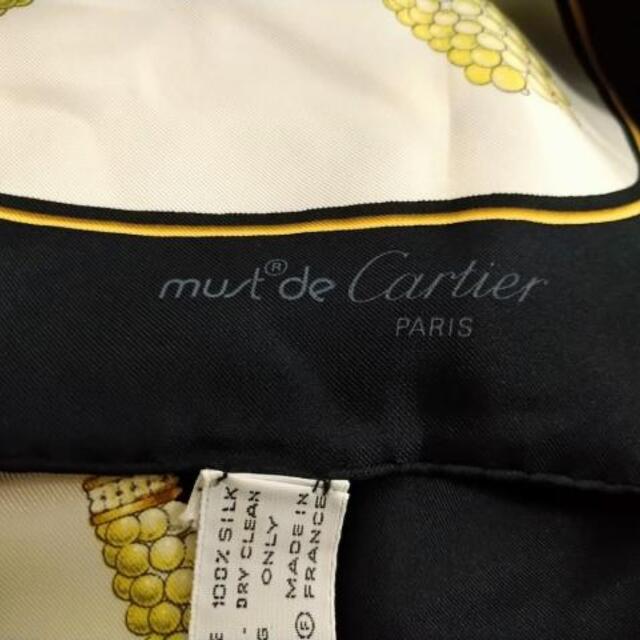 must® de Cartier
PARIS
100% SILK
DRY CLEAN
ONLY
MADE IN
FRANCE